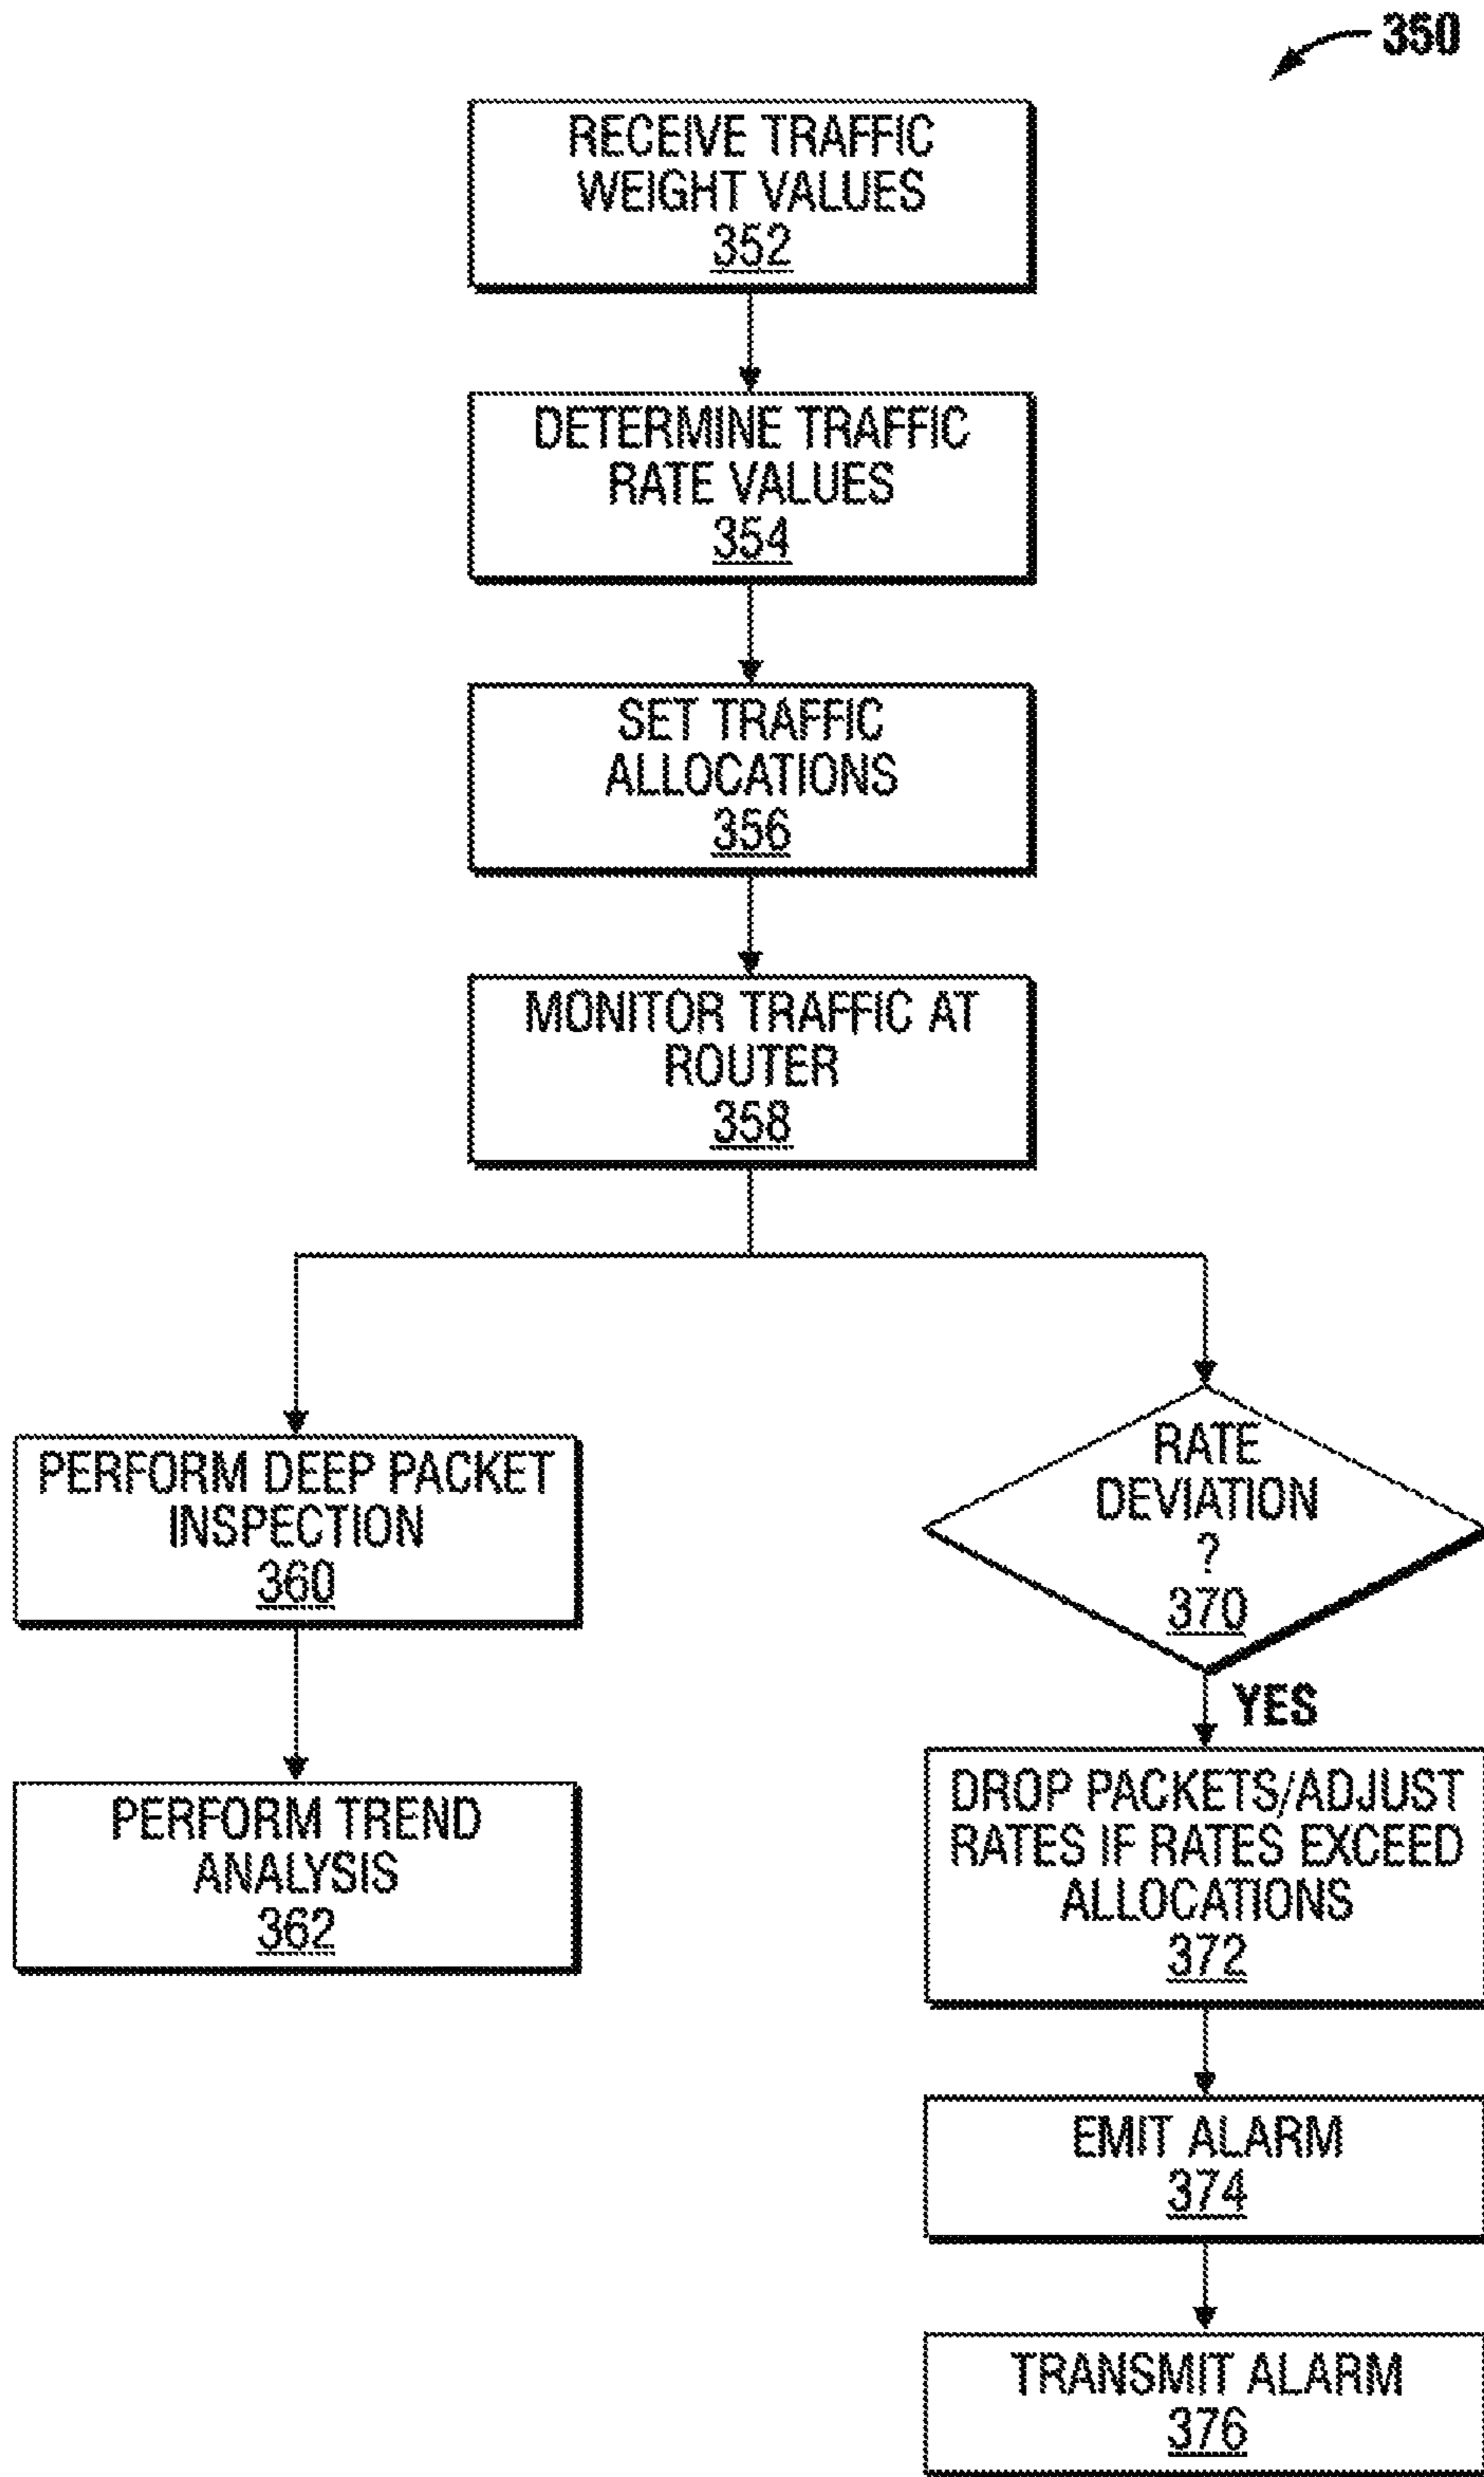 350
RECEIVE TRAFFIC
WEIGHT VALUES
352
DETERMINE TRAFFIC
RATE VALUES
354
SET TRAFFIC
ALLOCATIONS
356
MONITOR TRAFFIC AT
ROUTER
358
PERFORM DEEP PACKET
INSPECTION
360
PERFORM TREND
ANALYSIS
362
RATE
DEVIATION
?
370
YES
DROP PACKETS/ADJUST
RATES IF RATES EXCEED
ALLOCATIONS
372
EMIT ALARM
374
TRANSMIT ALARM
376